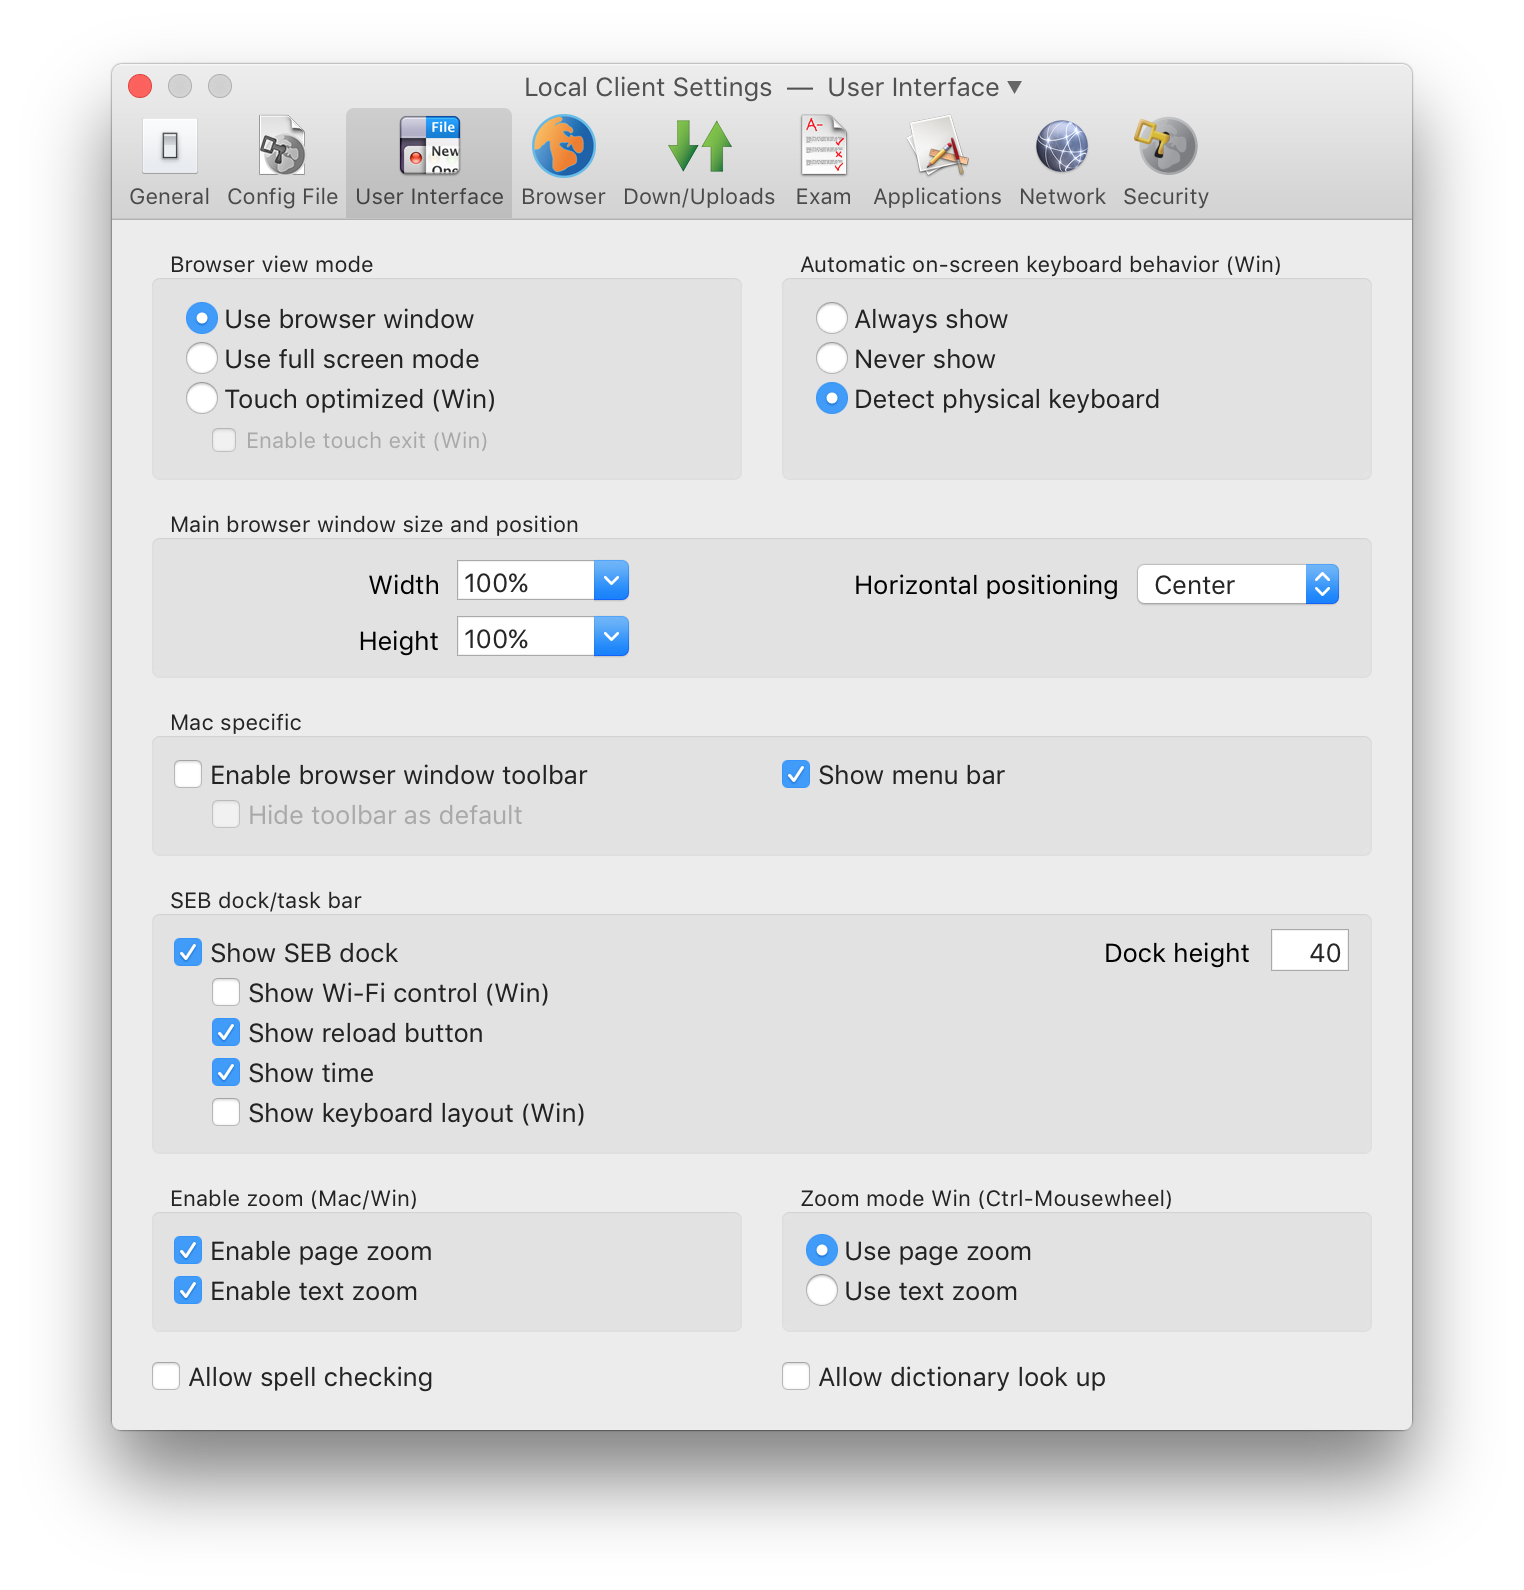 Local Client Settings — User Interface ▼
File
New
Ope
A-
General Config File User Interface Browser Down/Uploads Exam Applications Network Security
Browser view mode
Use browser window
Use full screen mode
Touch optimized (Win)
Enable touch exit (Win)
Automatic on-screen keyboard behavior (Win)
Always show
Never show
Detect physical keyboard
Main browser window size and position
Width 100%
Height 100%
Horizontal positioning Center
Mac specific
Enable browser window toolbar
Hide toolbar as default
Show menu bar
SEB dock/task bar
Show SEB dock
Dock height 40
Show Wi-Fi control (Win)
Show reload button
Show time
Show keyboard layout (Win)
Enable zoom (Mac/Win)
Enable page zoom
Enable text zoom
Zoom mode Win (Ctrl-Mousewheel)
Use page zoom
Use text zoom
Allow spell checking
Allow dictionary look up